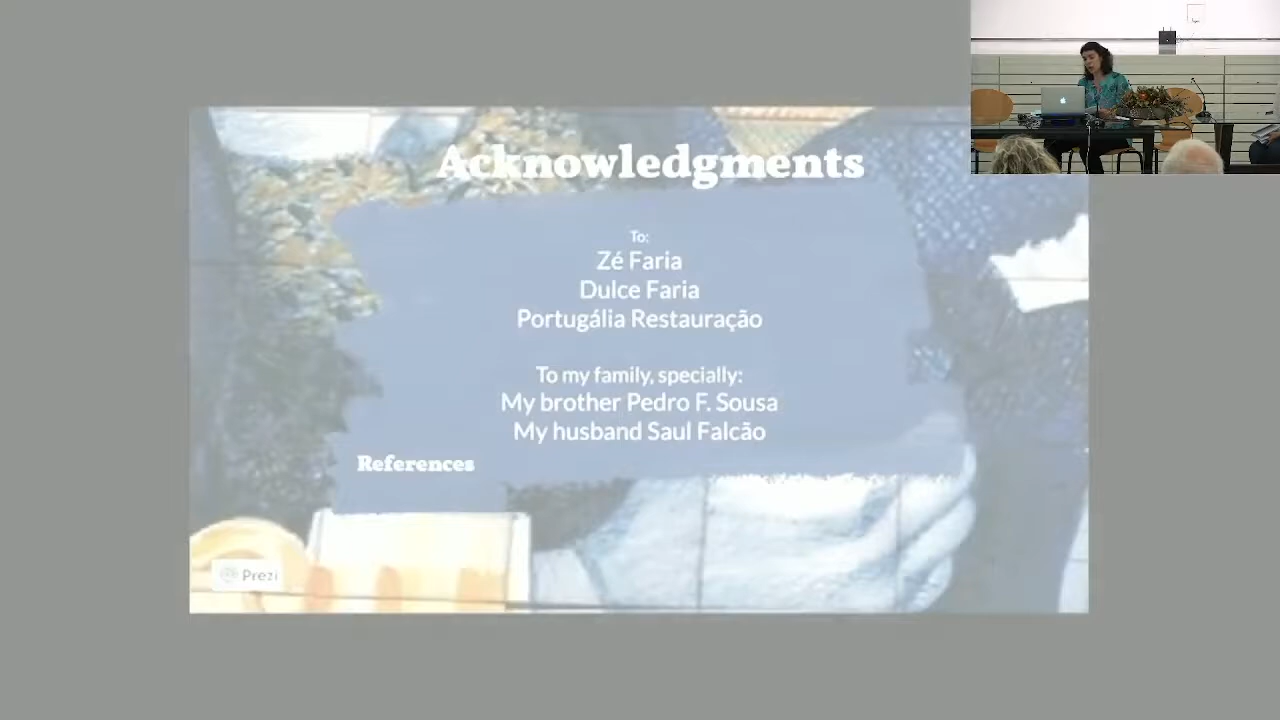 Acknowledgments
To:
Zé Faria
Dulce Faria
Portugália Restauração
To my family, specially:
My brother Pedro F. Sousa
My husband Saul Falcão
References
Prezi